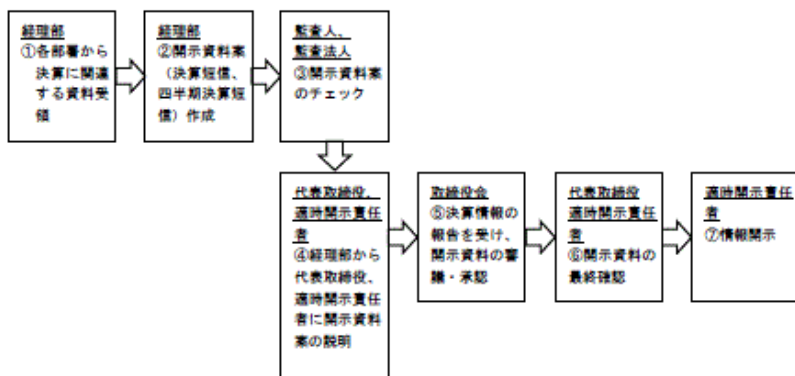 経理部
①各部署から
決算に関連
する資料受
領
経理部
②開示資料案
（決算短信、
四半期決算短
信）作成
監査人、
監査法人
③開示資料案
のチェック
代表取締役、
適時開示責任
者
④経理部から
代表取締役、
適時開示責任
者に開示資料
案の説明
取締役会
⑤決算情報の
報告を受け、
開示資料の審
議・承認
代表取締役
適時開示責任
者
⑥開示資料の
最終確認
適時開示責任
者
⑦情報開示